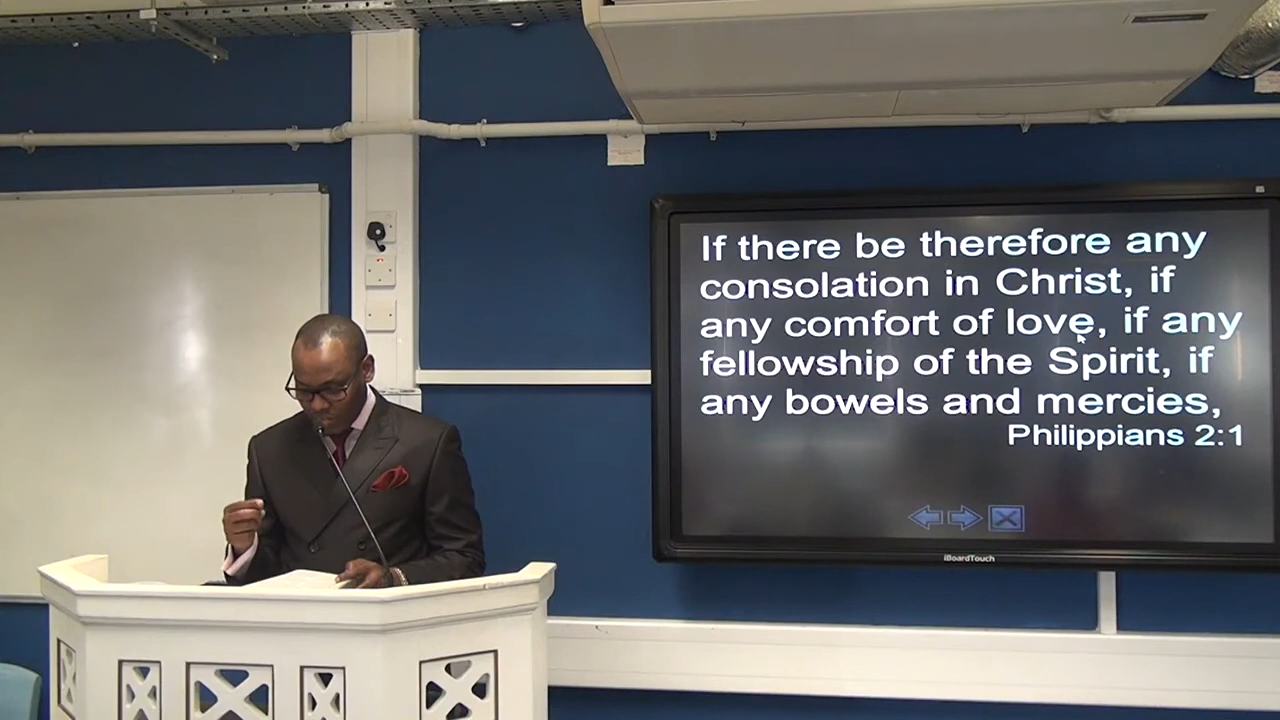 If there be therefore any
consolation in Christ, if
any comfort of love, if any
fellowship of the Spirit, if
any bowels and mercies,
Philippians 2:1
iBoardTouch